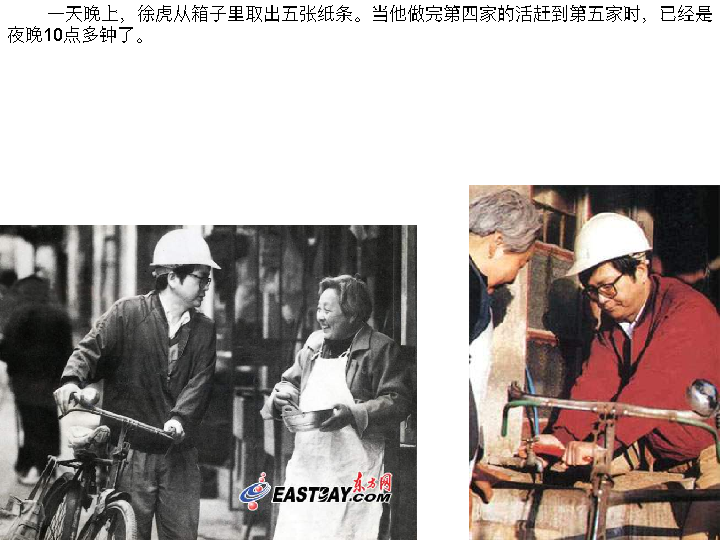 一天晚上，徐虎从箱子里取出五张纸条。当他做完第四家的活赶到第五家时，已经是
夜晚10点多钟了。
EASTDAY.COM
东方网